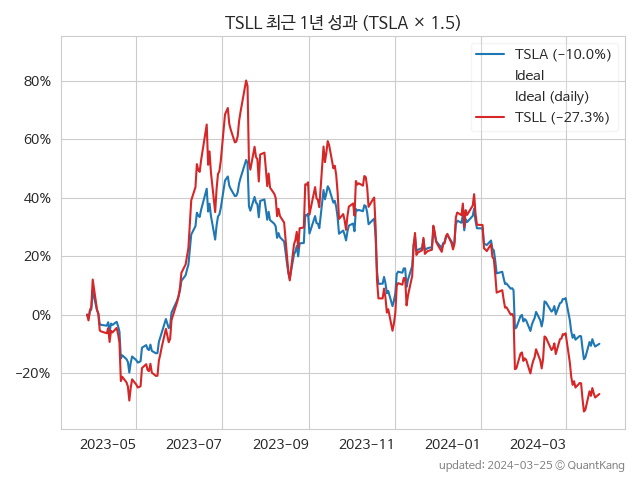 TSLL 최근 1년 성과 (TSLA × 1.5)
TSLA (−10.0%)
Ideal
Ideal (daily)
TSLL (−27.3%)
80%
60%
40%
20%
0%
−20%
2023−05 2023−07 2023−09 2023−11 2024−01 2024−03
updated: 2024−03−25 © QuantKang